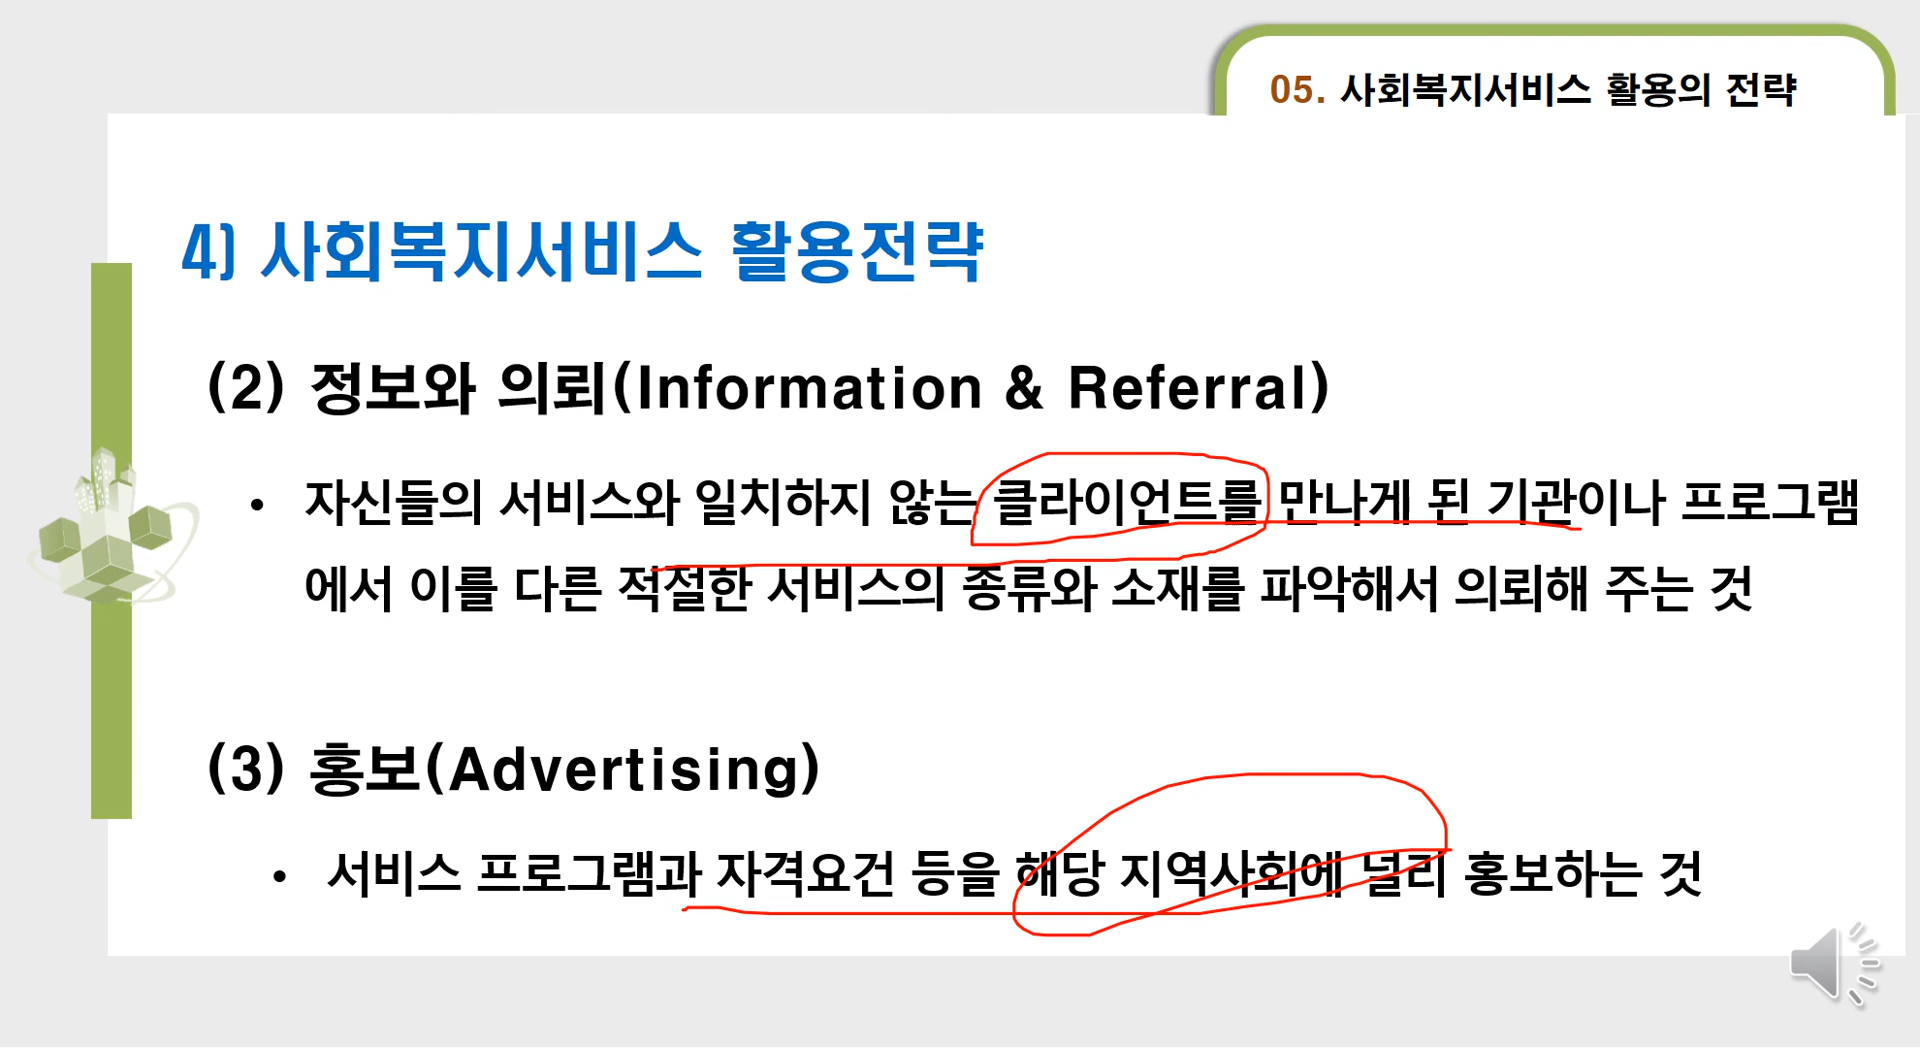 05. 사회복지서비스 활용의 전략
4) 사회복지서비스 활용전략
(2) 정보와 의뢰(Information & Referral)
• 자신들의 서비스와 일치하지 않는 클라이언트를 만나게 된 기관이나 프로그램
에서 이를 다른 적절한 서비스의 종류와 소재를 파악해서 의뢰해 주는 것
(3) 홍보(Advertising)
• 서비스 프로그램과 자격요건 등을 해당 지역사회에 널리 홍보하는 것